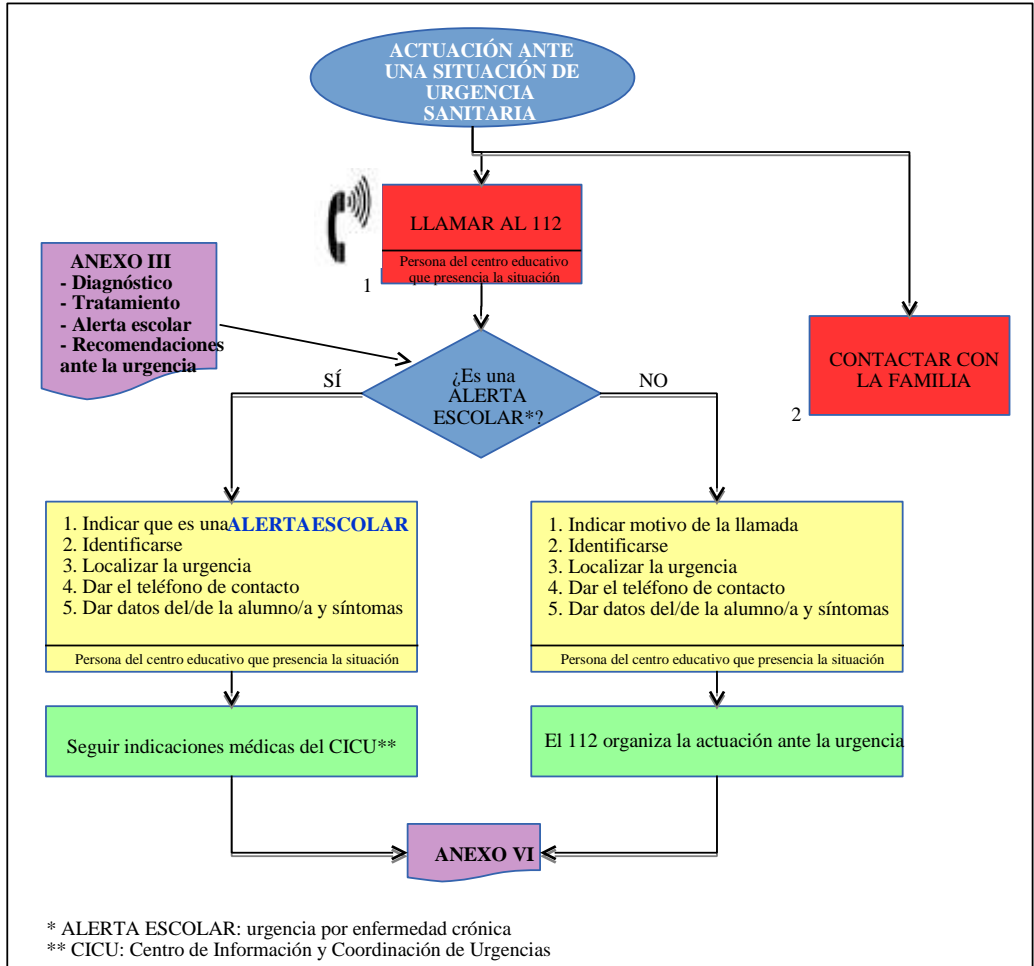 ACTUACIÓN ANTE
UNA SITUACIÓN DE
URGENCIA
SANITARIA
LLAMAR AL 112
Persona del centro educativo
que presencia la situación
1
ANEXO III
- Diagnóstico
- Tratamiento
- Alerta escolar
- Recomendaciones
ante la urgencia
CONTACTAR CON
LA FAMILIA
2
¿Es una
ALERTA
ESCOLAR*?
SÍ
NO
1. Indicar que es una ALERTA ESCOLAR
2. Identificarse
3. Localizar la urgencia
4. Dar el teléfono de contacto
5. Dar datos del/de la alumno/a y síntomas
Persona del centro educativo que presencia la situación
1. Indicar motivo de la llamada
2. Identificarse
3. Localizar la urgencia
4. Dar el teléfono de contacto
5. Dar datos del/de la alumno/a y síntomas
Persona del centro educativo que presencia la situación
Seguir indicaciones médicas del CICU**
El 112 organiza la actuación ante la urgencia
ANEXO VI
* ALERTA ESCOLAR: urgencia por enfermedad crónica
** CICU: Centro de Información y Coordinación de Urgencias